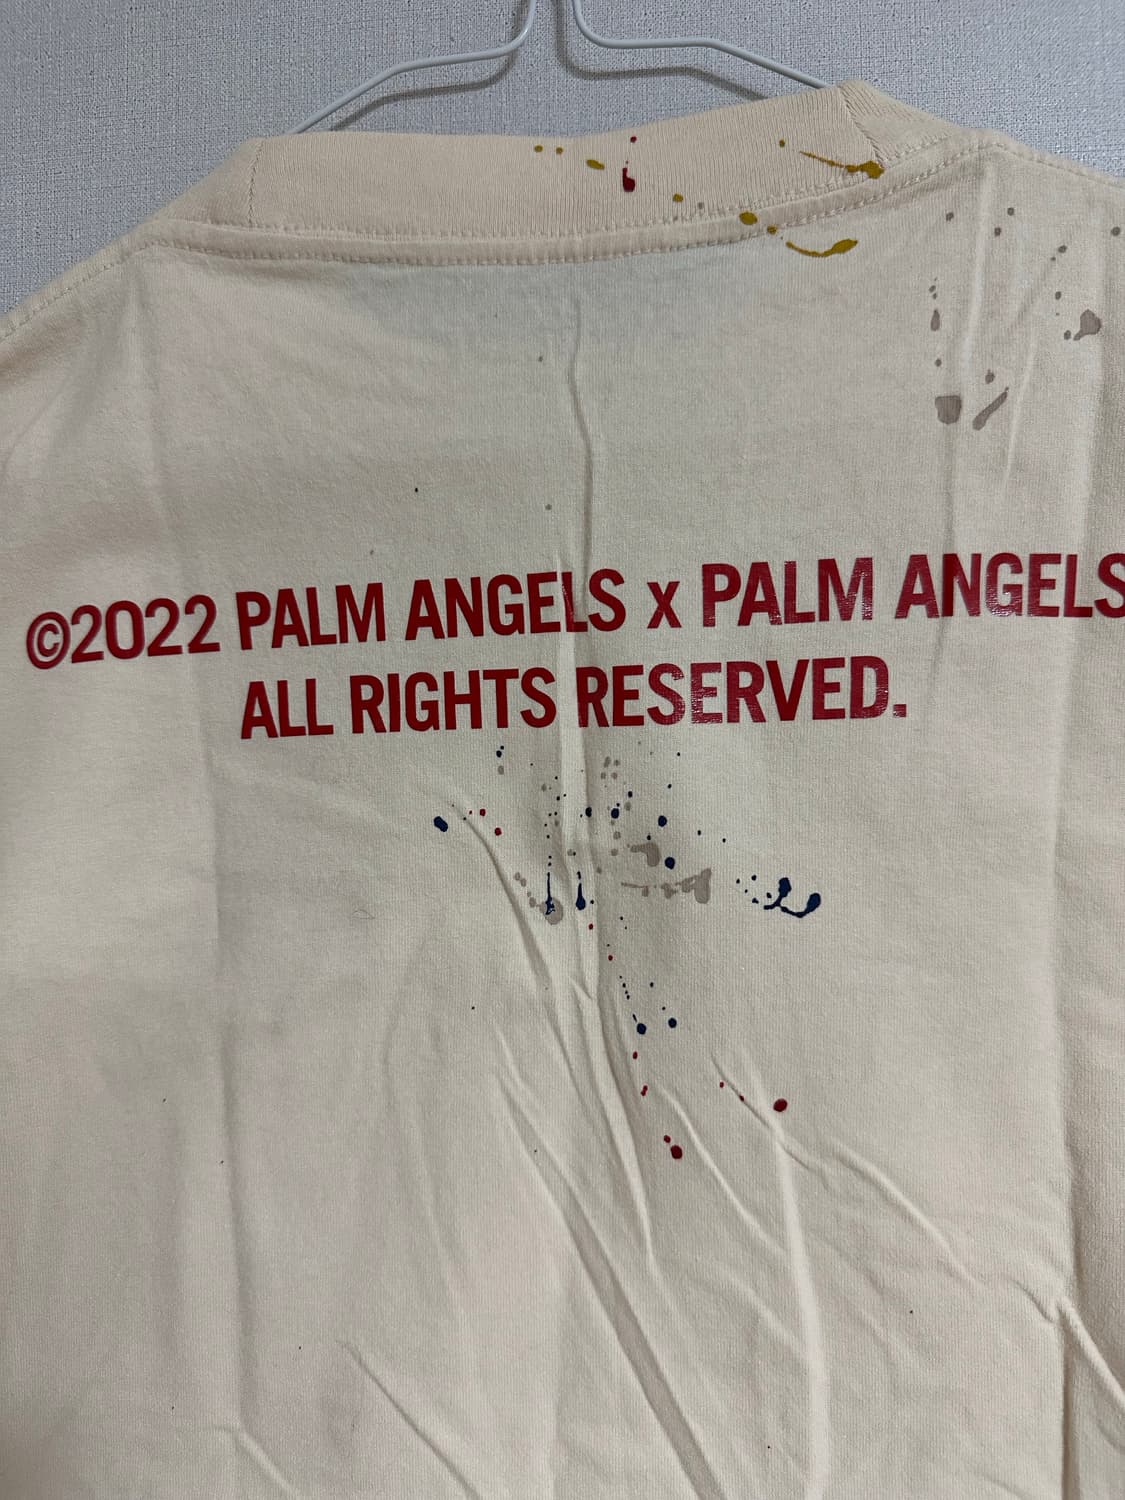 ©2022 PALM ANGELS x PALM ANGELS
ALL RIGHTS RESERVED.